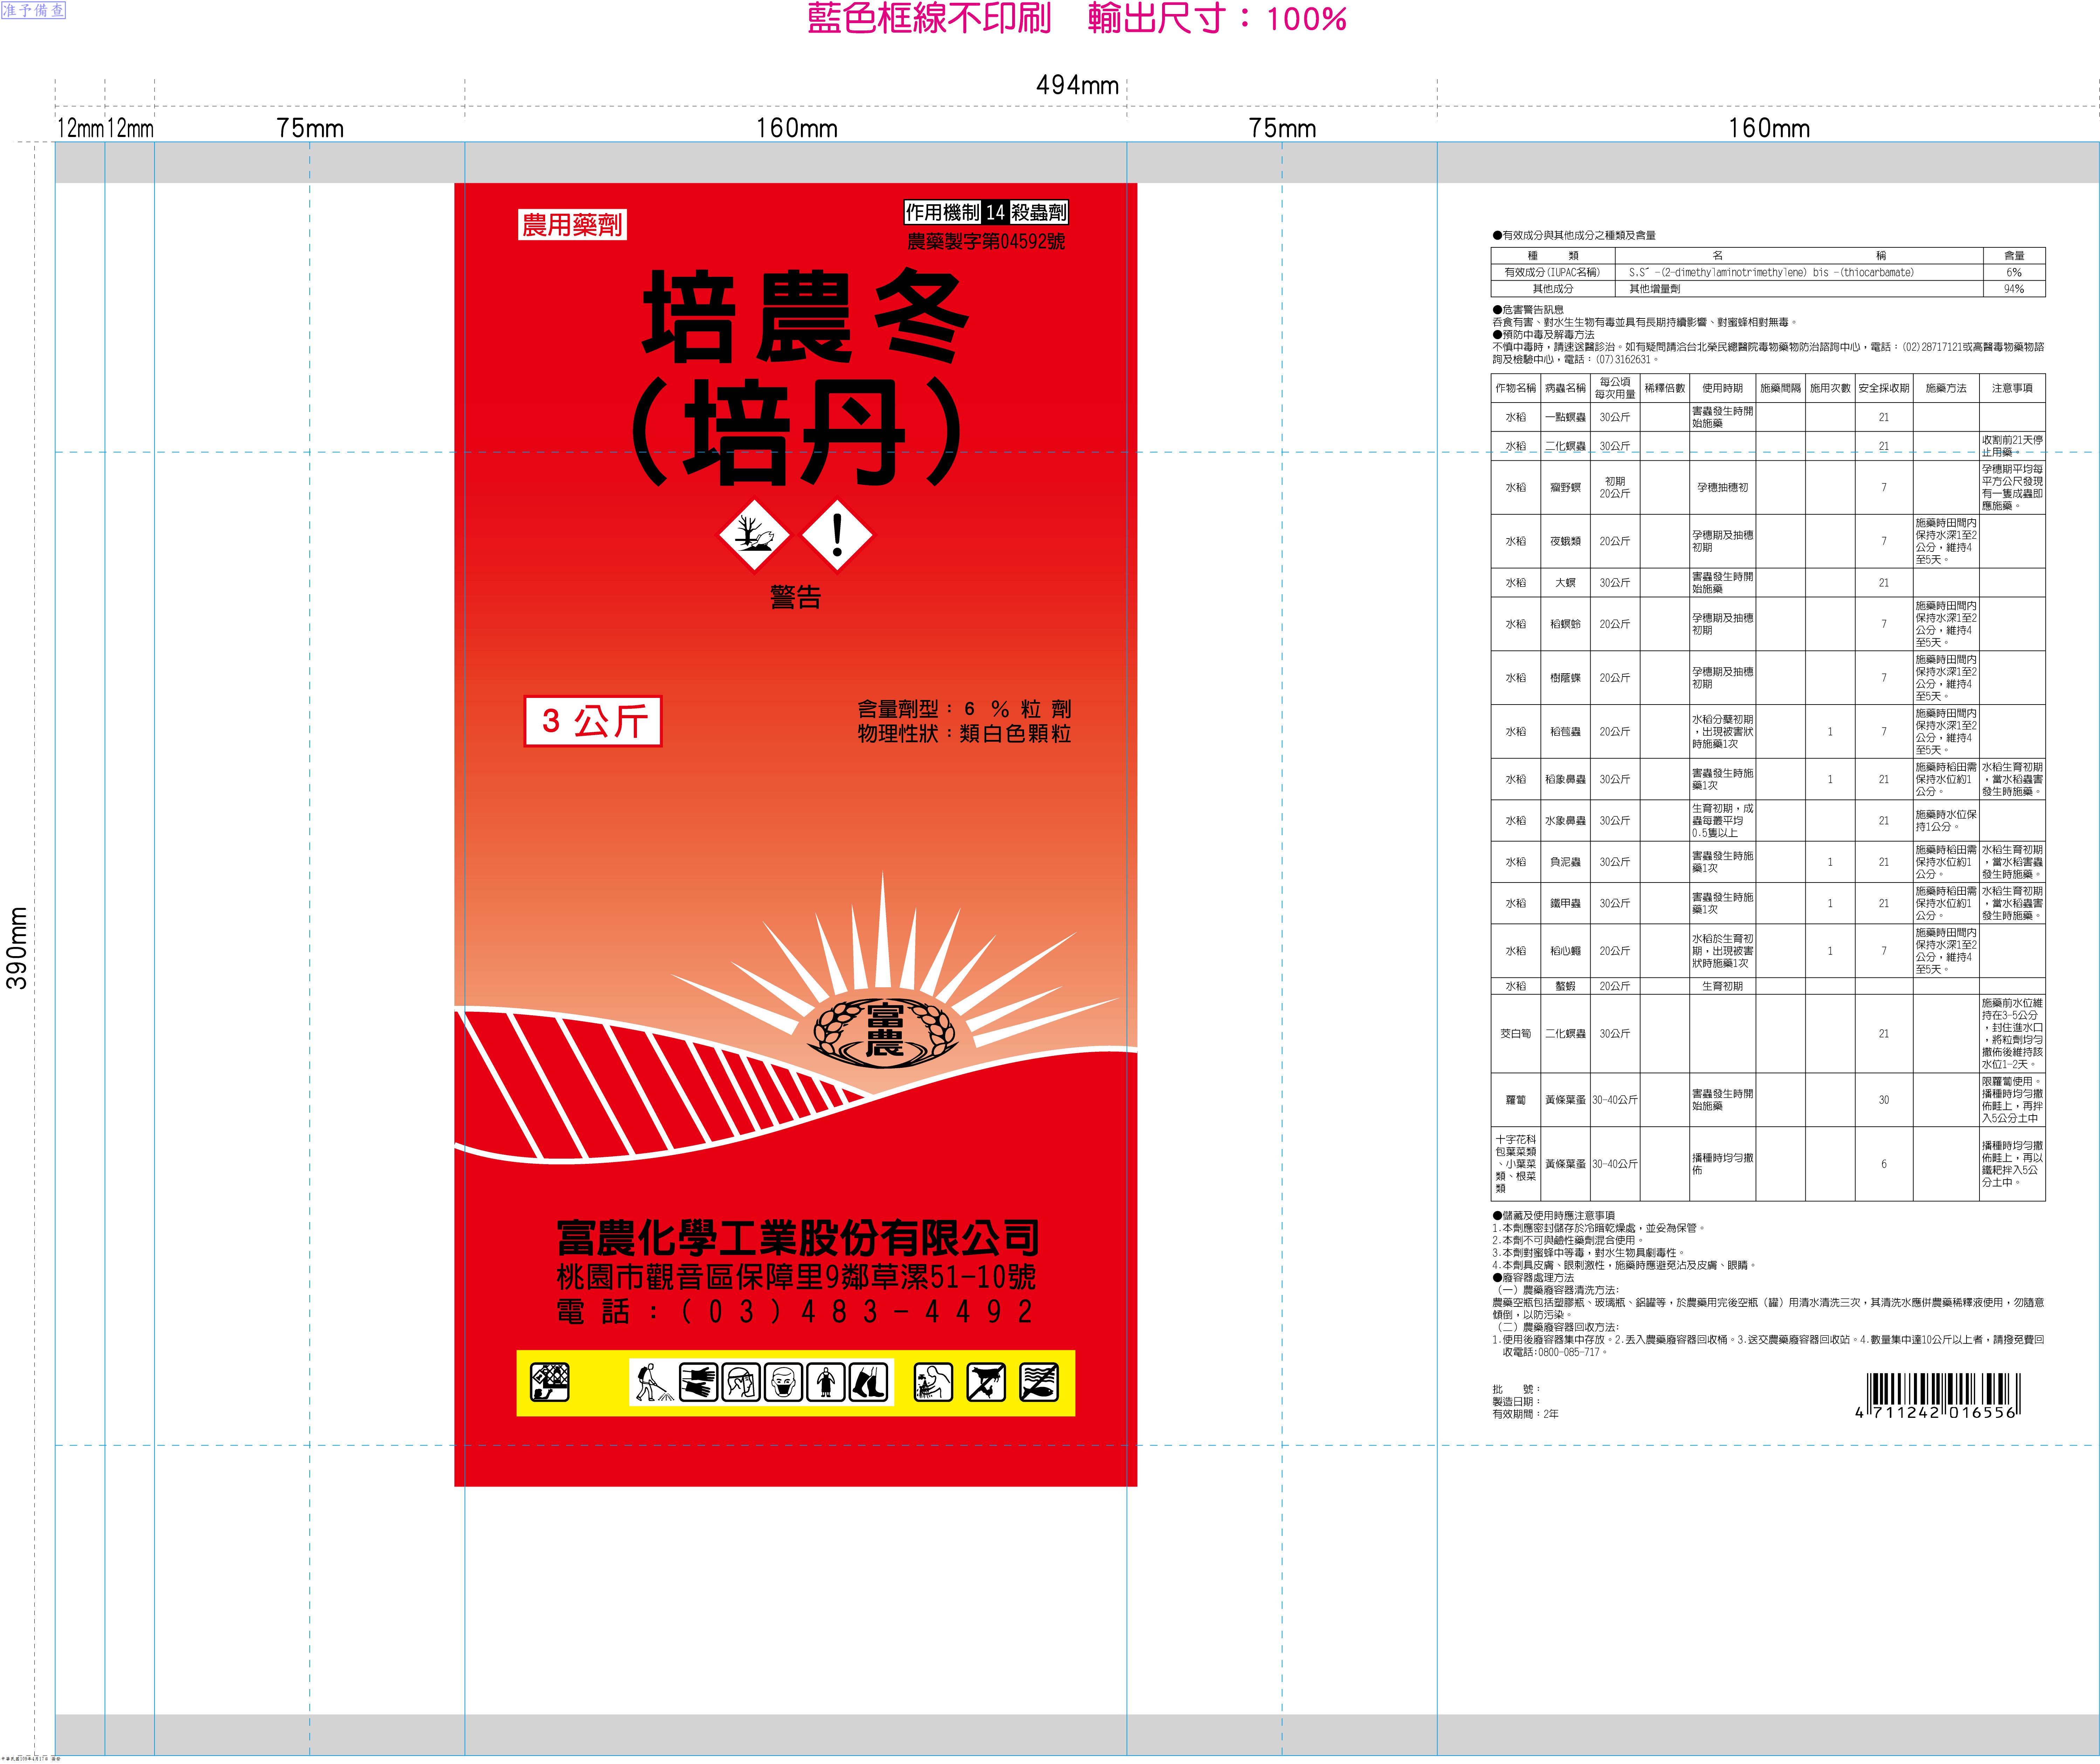 准予備查
藍色框線不印刷　輸出尺寸：100%
494mm
12mm 12mm 75mm 160mm 75mm 160mm
390mm
農用藥劑
作用機制 14 殺蟲劑
農藥製字第04592號
培農冬
（培丹）
警告
3 公斤
含量劑型：6 % 粒 劑
物理性狀：類白色顆粒
富農
富農化學工業股份有限公司
桃園市觀音區保障里9鄰草漯51-10號
電話：(03)483-4492
●有效成分與其他成分之種類及含量
種　類 名　稱 含量
有效成分(IUPAC名稱) S.S´ -(2-dimethylaminotrimethylene) bis -(thiocarbamate) 6%
其他成分 其他增量劑 94%
●危害警告訊息
吞食有害、對水生生物有毒並具有長期持續影響、對蜜蜂相對無毒。
●預防中毒及解毒方法
不慎中毒時，請速送醫診治。如有疑問請洽台北榮民總醫院毒物藥物防治諮詢中心，電話：(02)28717121或高醫毒物藥物諮
詢及檢驗中心，電話：(07)3162631。
作物名稱 病蟲名稱 每公頃每次用量 稀釋倍數 使用時期 施藥間隔 施用次數 安全採收期 施藥方法 注意事項
水稻 一點螟蟲 30公斤 害蟲發生時開始施藥 21
水稻 二化螟蟲 30公斤 21 收割前21天停止用藥。
水稻 瘤野螟 初期20公斤 孕穗抽穗初 7 孕穗期平均每平方公尺發現有一隻成蟲即應施藥。
水稻 夜蛾類 20公斤 孕穗期及抽穗初期 7 施藥時田間內保持水深1至2公分，維持4至5天。
水稻 大螟 30公斤 害蟲發生時開始施藥 21
水稻 稻螟蛉 20公斤 孕穗期及抽穗初期 7 施藥時田間內保持水深1至2公分，維持4至5天。
水稻 樹蔭蝶 20公斤 孕穗期及抽穗初期 7 施藥時田間內保持水深1至2公分，維持4至5天。
水稻 稻苞蟲 20公斤 水稻分蘗初期，出現被害狀時施藥1次 1 7 施藥時田間內保持水深1至2公分，維持4至5天。
水稻 稻象鼻蟲 30公斤 害蟲發生時施藥1次 1 21 施藥時稻田需保持水位約1公分。 水稻生育初期，當水稻蟲害發生時施藥。
水稻 水象鼻蟲 30公斤 生育初期，成蟲每叢平均0.5隻以上 21 施藥時水位保持1公分。
水稻 負泥蟲 30公斤 害蟲發生時施藥1次 1 21 施藥時稻田需保持水位約1公分。 水稻生育初期，當水稻害蟲發生時施藥。
水稻 鐵甲蟲 30公斤 害蟲發生時施藥1次 1 21 施藥時稻田需保持水位約1公分。 水稻生育初期，當水稻蟲害發生時施藥。
水稻 稻心蠅 20公斤 水稻於生育初期，出現被害狀時施藥1次 1 7 施藥時田間內保持水深1至2公分，維持4至5天。
水稻 螯蝦 20公斤 生育初期
茭白筍 二化螟蟲 30公斤 21 施藥前水位維持在3-5公分，封住進水口，將粒劑均勻撒佈後維持該水位1-2天。
蘿蔔 黃條葉蚤 30-40公斤 害蟲發生時開始施藥 30 限蘿蔔使用。播種時均勻撒佈畦上，再拌入5公分土中
十字花科包葉菜類、小葉菜類、根菜類 黃條葉蚤 30-40公斤 播種時均勻撒佈 6 播種時均勻撒佈畦上，再以鐵耙拌入5公分土中。
●儲藏及使用時應注意事項
1.本劑應密封儲存於冷暗乾燥處，並妥為保管。
2.本劑不可與鹼性藥劑混合使用。
3.本劑對蜜蜂中等毒，對水生物具劇毒性。
4.本劑具皮膚、眼刺激性，施藥時應避免沾及皮膚、眼睛。
●廢容器處理方法
（一）農藥廢容器清洗方法：
農藥空瓶包括塑膠瓶、玻璃瓶、鋁罐等，於農藥用完後空瓶（罐）用清水清洗三次，其清洗水應併農藥稀釋液使用，勿隨意
傾倒，以防污染。
（二）農藥廢容器回收方法：
1.使用後廢容器集中存放。2.丟入農藥廢容器回收桶。3.送交農藥廢容器回收站。4.數量集中達10公斤以上者，請撥免費回
收電話:0800-085-717。
批　號：
製造日期：
有效期間：2年
4 711242 016556